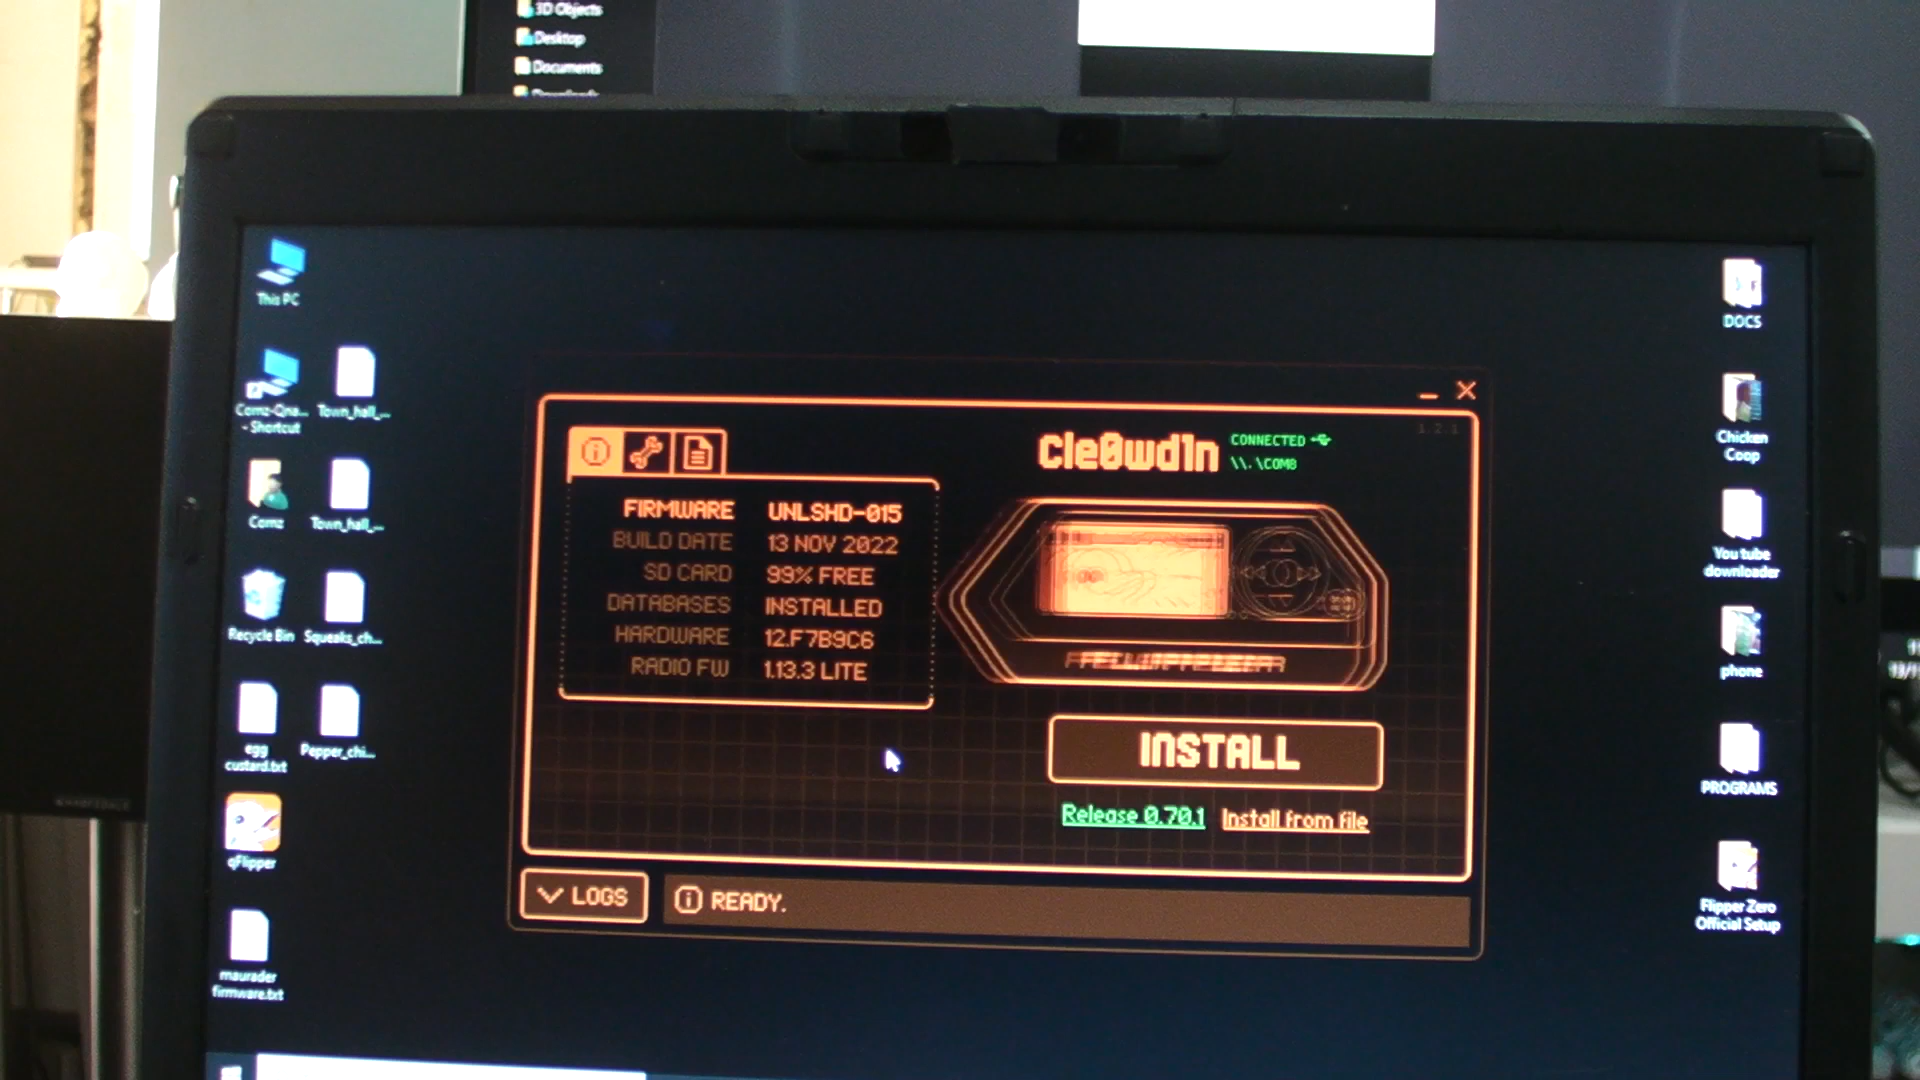 3D Objects
Desktop
Documents
This PC
Comz-Qna...
- Shortcut
Town_hall_...
Comz
Town_hall_...
Recycle Bin
Squeaks_ch...
egg
custard.txt
Pepper_chi...
qFlipper
maurader
firmware.txt
1.2.1
Cle0wd1n
CONNECTED
\\.\COM8
FIRMWARE UNLSHD-015
BUILD DATE 13 NOV 2022
SD CARD 99% FREE
DATABASES INSTALLED
HARDWARE 12.F7B9C6
RADIO FW 1.13.3 LITE
INSTALL
Release 0.70.1 Install from file
LOGS
READY.
DOCS
Chicken
Coop
You tube
downloader
phone
PROGRAMS
Flipper Zero
Official Setup